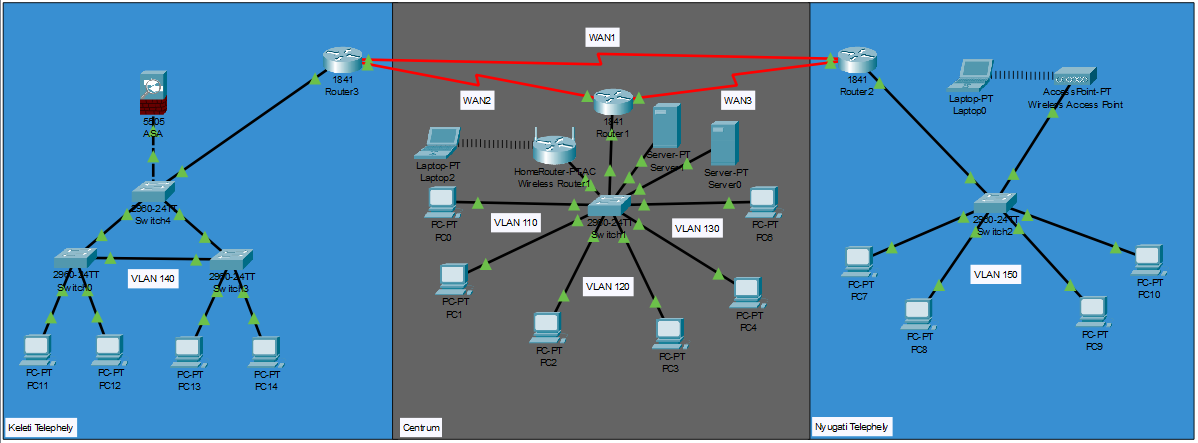 WAN1
1841
Router3
1841
Router2
5505
ASA
WAN2
1841
Router1
WAN3
Laptop-PT
Laptop0
AccessPoint-PT
Wireless Access Point
Laptop-PT
Laptop2
HomeRouter-PT-AC
Wireless Router1
Server-PT
Server1
Server-PT
Server0
2960-24TT
Switch4
2960-24TT
Switch1
2960-24TT
Switch2
PC-PT
PC0
VLAN 110
VLAN 130
PC-PT
PC6
2960-24TT
Switch0
VLAN 140
2960-24TT
Switch3
PC-PT
PC1
VLAN 120
PC-PT
PC4
PC-PT
PC7
VLAN 150
PC-PT
PC10
PC-PT
PC2
PC-PT
PC3
PC-PT
PC8
PC-PT
PC9
PC-PT
PC11
PC-PT
PC12
PC-PT
PC13
PC-PT
PC14
Keleti Telephely
Centrum
Nyugati Telephely